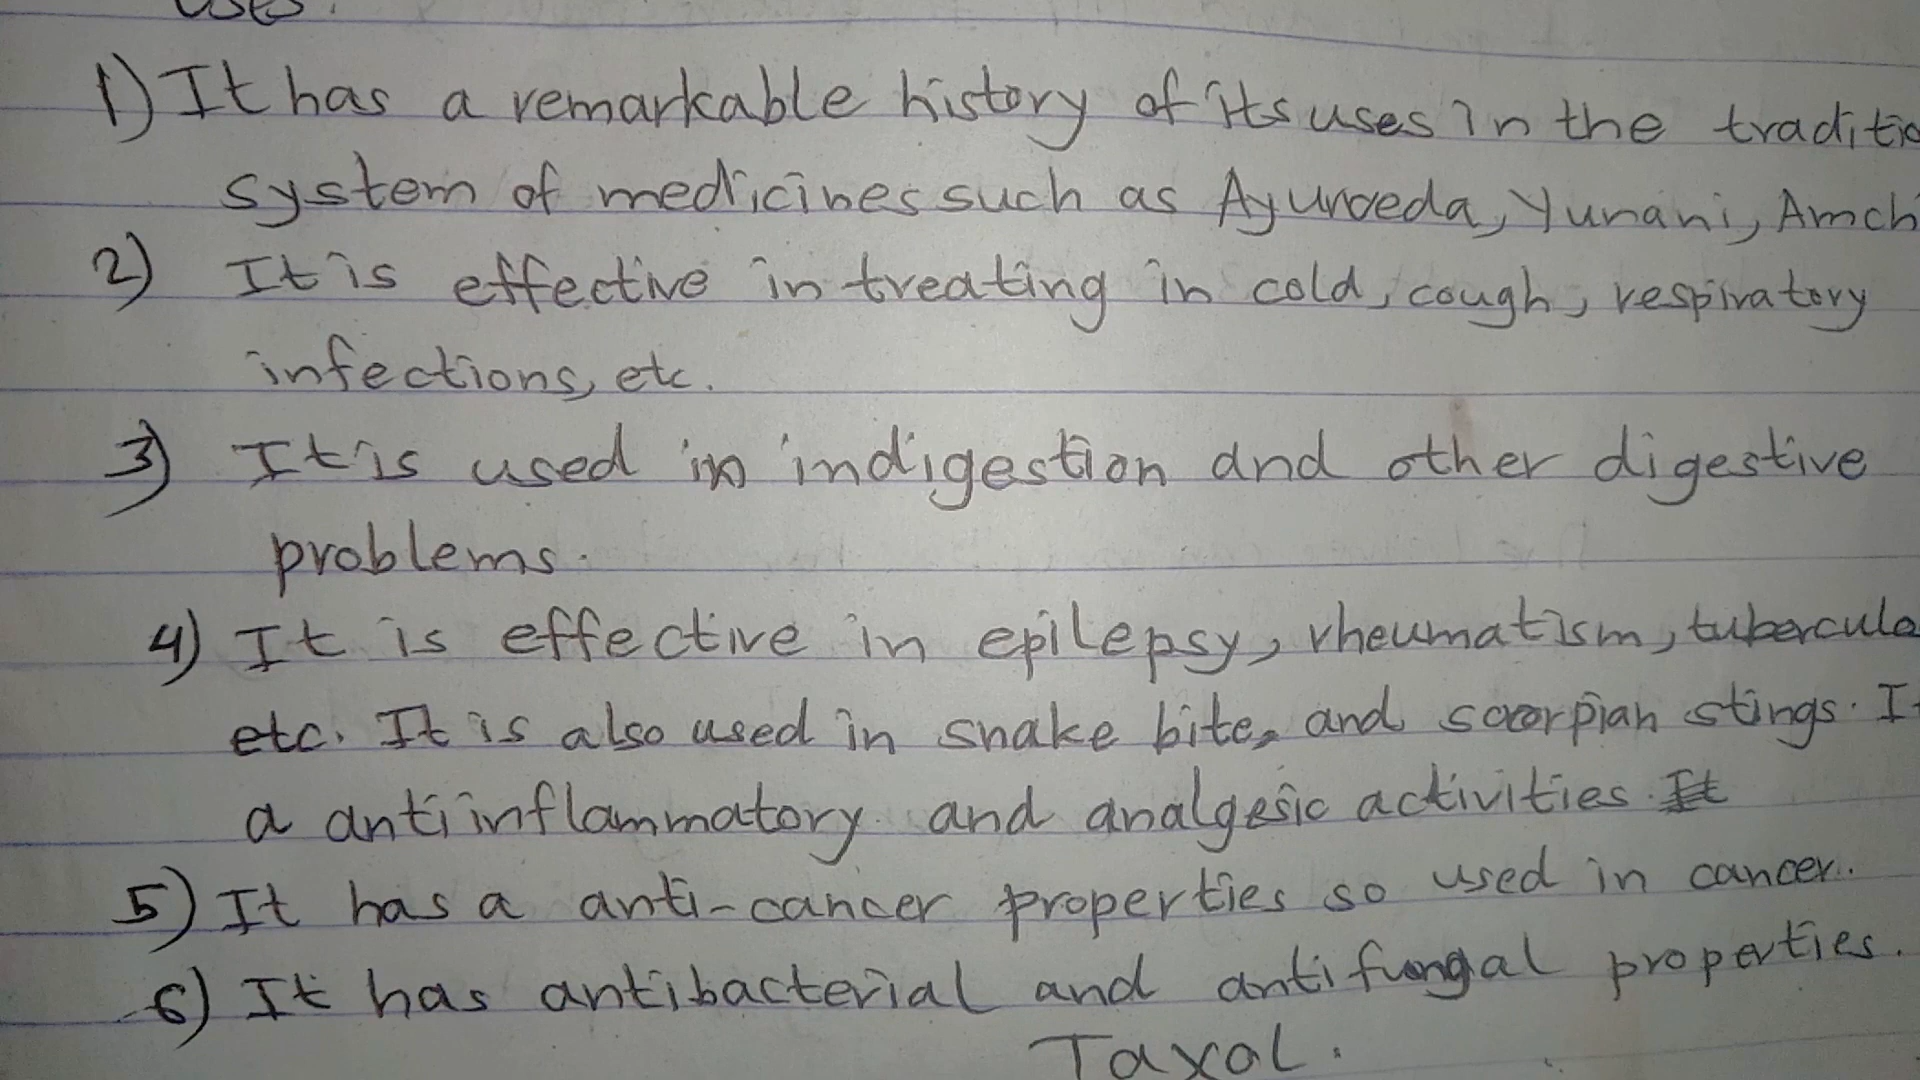 Uses.
1) It has a remarkable history of its uses in the traditio
system of medicines such as Ayurveda, Yunani, Amchi
2) It is effective in treating in cold, cough, respiratory
infections, etc.
3) It is used in indigestion and other digestive
problems.
4) It is effective in epilepsy, rheumatism, tuberculo
etc. It is also used in snake bite, and scorpian stings. It
a antiinflammatory and analgesic activities. It
5) It has a anti-cancer properties so used in cancer.
6) It has antibacterial and antifungal properties.
Taxol.